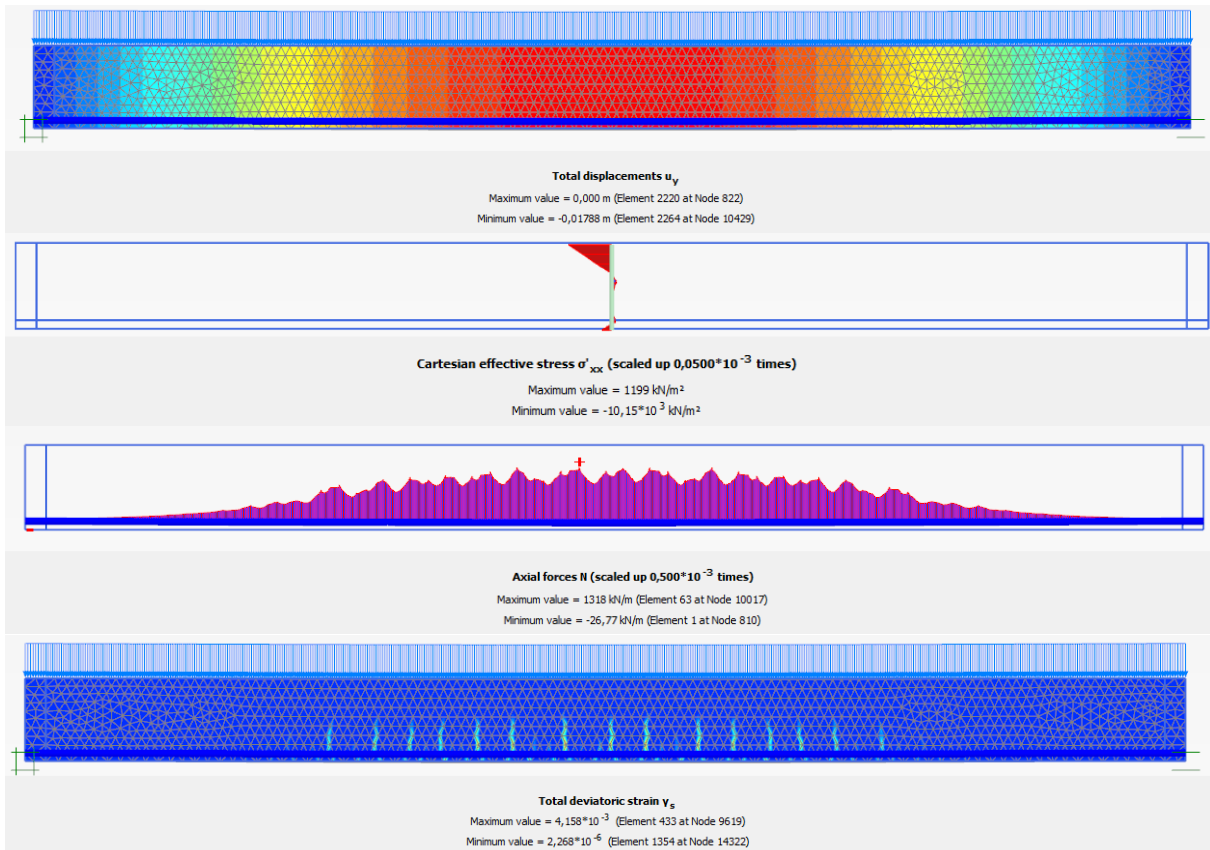 Total displacements uy
Maximum value = 0,000 m (Element 2220 at Node 822)
Minimum value = -0,01788 m (Element 2264 at Node 10429)
Cartesian effective stress σ'xx (scaled up 0,0500*10-3 times)
Maximum value = 1199 kN/m²
Minimum value = -10,15*10 3 kN/m²
Axial forces N (scaled up 0,500*10-3 times)
Maximum value = 1318 kN/m (Element 63 at Node 10017)
Minimum value = -26,77 kN/m (Element 1 at Node 810)
Total deviatoric strain γs
Maximum value = 4,158*10-3 (Element 433 at Node 9619)
Minimum value = 2,268*10-6 (Element 1354 at Node 14322)